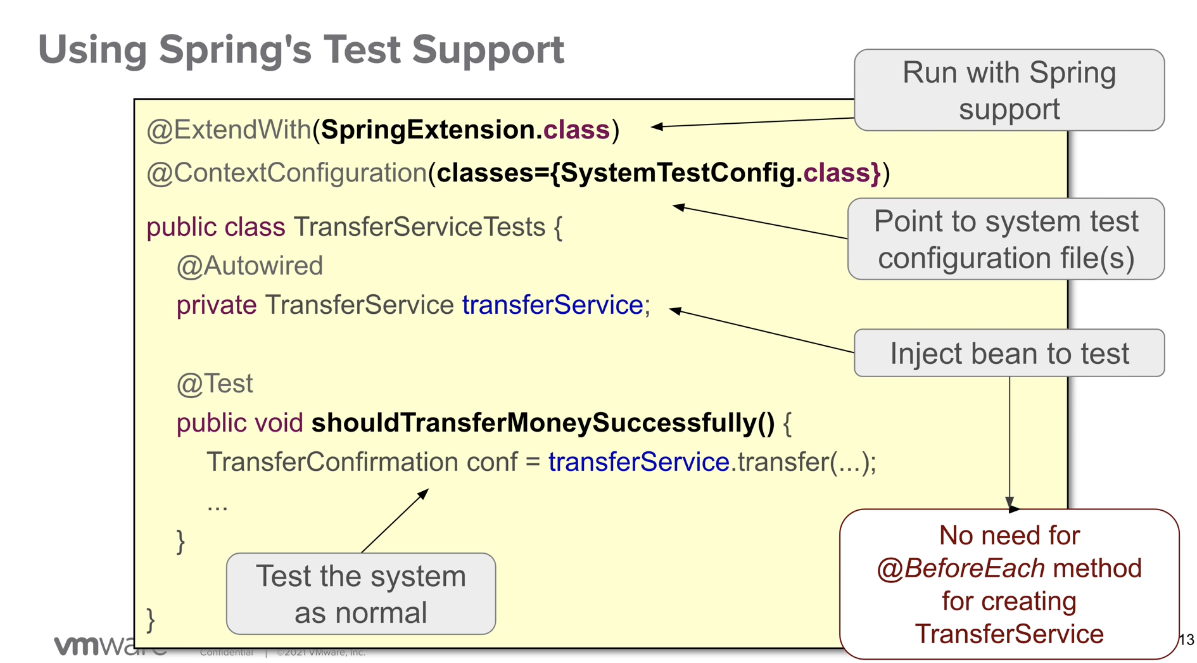 Using Spring's Test Support
Run with Spring
support
@ExtendWith(SpringExtension.class)
@ContextConfiguration(classes={SystemTestConfig.class})
Point to system test
configuration file(s)
public class TransferServiceTests {
@Autowired
private TransferService transferService;
Inject bean to test
@Test
public void shouldTransferMoneySuccessfully() {
TransferConfirmation conf = transferService.transfer(...);
...
}
No need for
@BeforeEach method
for creating
TransferService
Test the system
as normal
}
vmware
Confidential | ©2021 VMware, Inc.
13